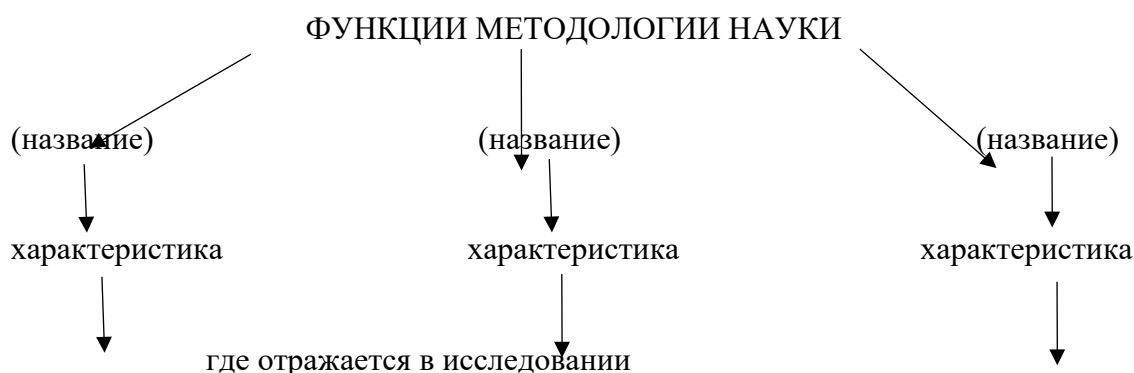 ФУНКЦИИ МЕТОДОЛОГИИ НАУКИ
(название) (название) (название)
характеристика характеристика характеристика
где отражается в исследовании